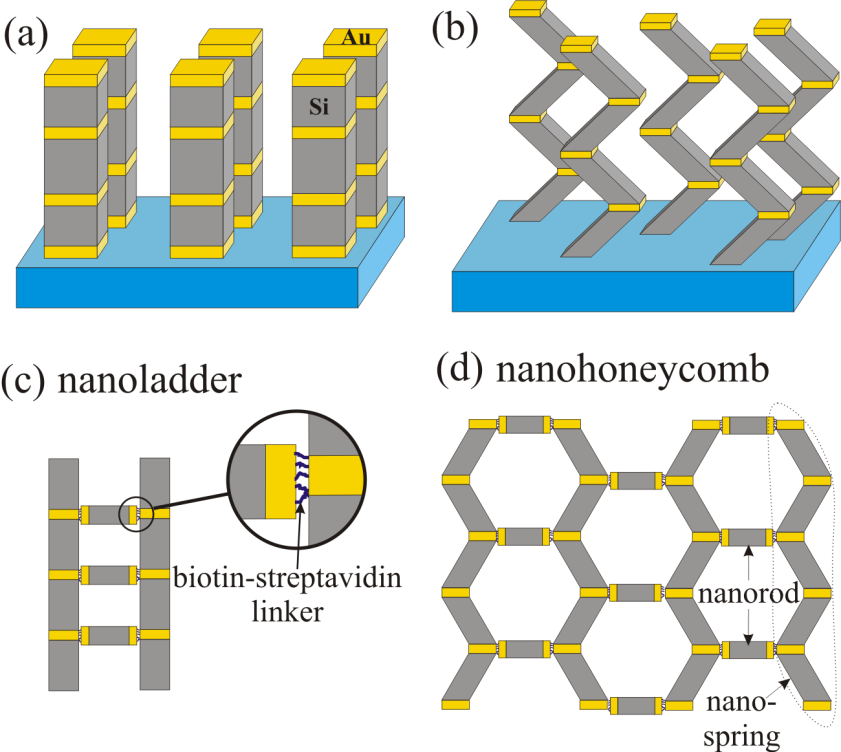 (a)
Au
Si
(b)
(c) nanoladder
biotin-streptavidin
linker
(d) nanohoneycomb
nanorod
nano-
spring